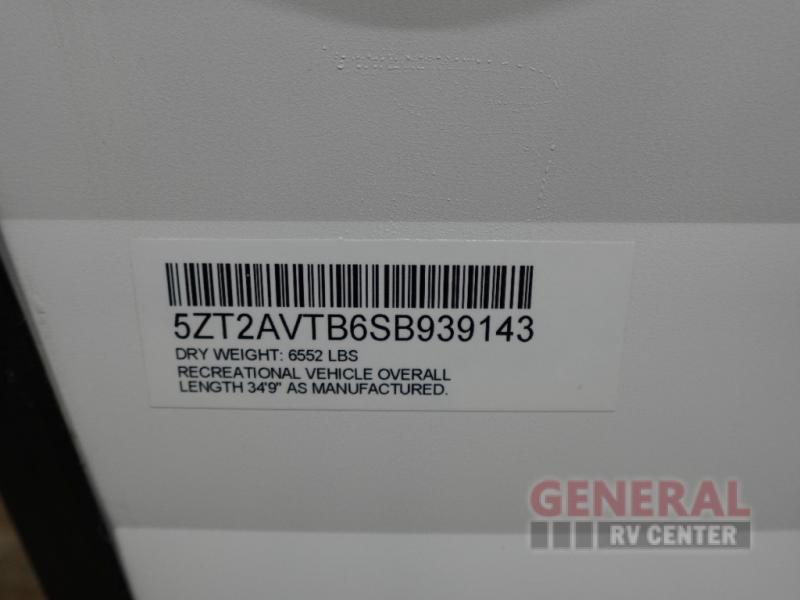 5ZT2AVTB6SB939143
DRY WEIGHT: 6552 LBS
RECREATIONAL VEHICLE OVERALL
LENGTH 34'9" AS MANUFACTURED.
GENERAL
RV CENTER